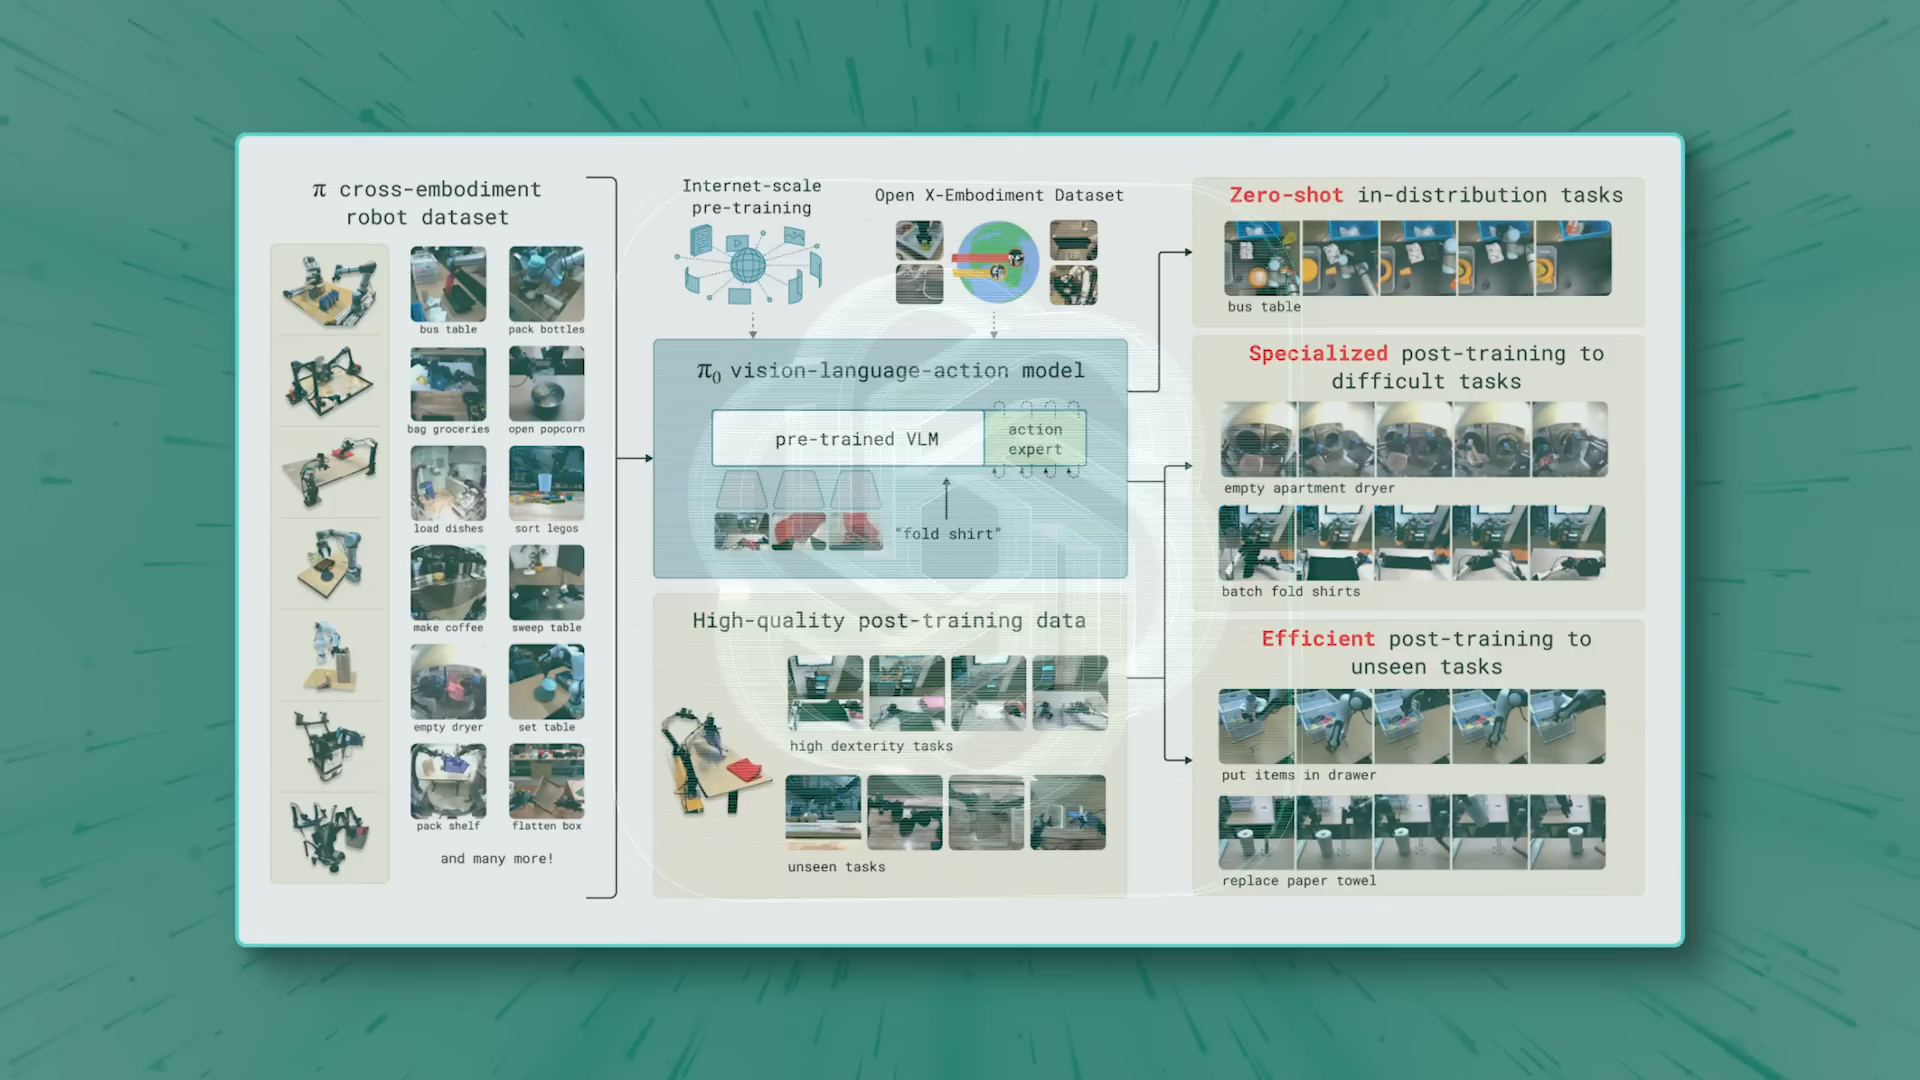 π cross-embodiment
robot dataset
bus table
pack bottles
bag groceries
open popcorn
load dishes
sort legos
make coffee
sweep table
empty dryer
set table
pack shelf
flatten box
and many more!
Internet-scale
pre-training
Open X-Embodiment Dataset
π₀ vision-language-action model
pre-trained VLM
action
expert
"fold shirt"
High-quality post-training data
high dexterity tasks
unseen tasks
Zero-shot in-distribution tasks
bus table
Specialized post-training to
difficult tasks
empty apartment dryer
batch fold shirts
Efficient post-training to
unseen tasks
put items in drawer
replace paper towel